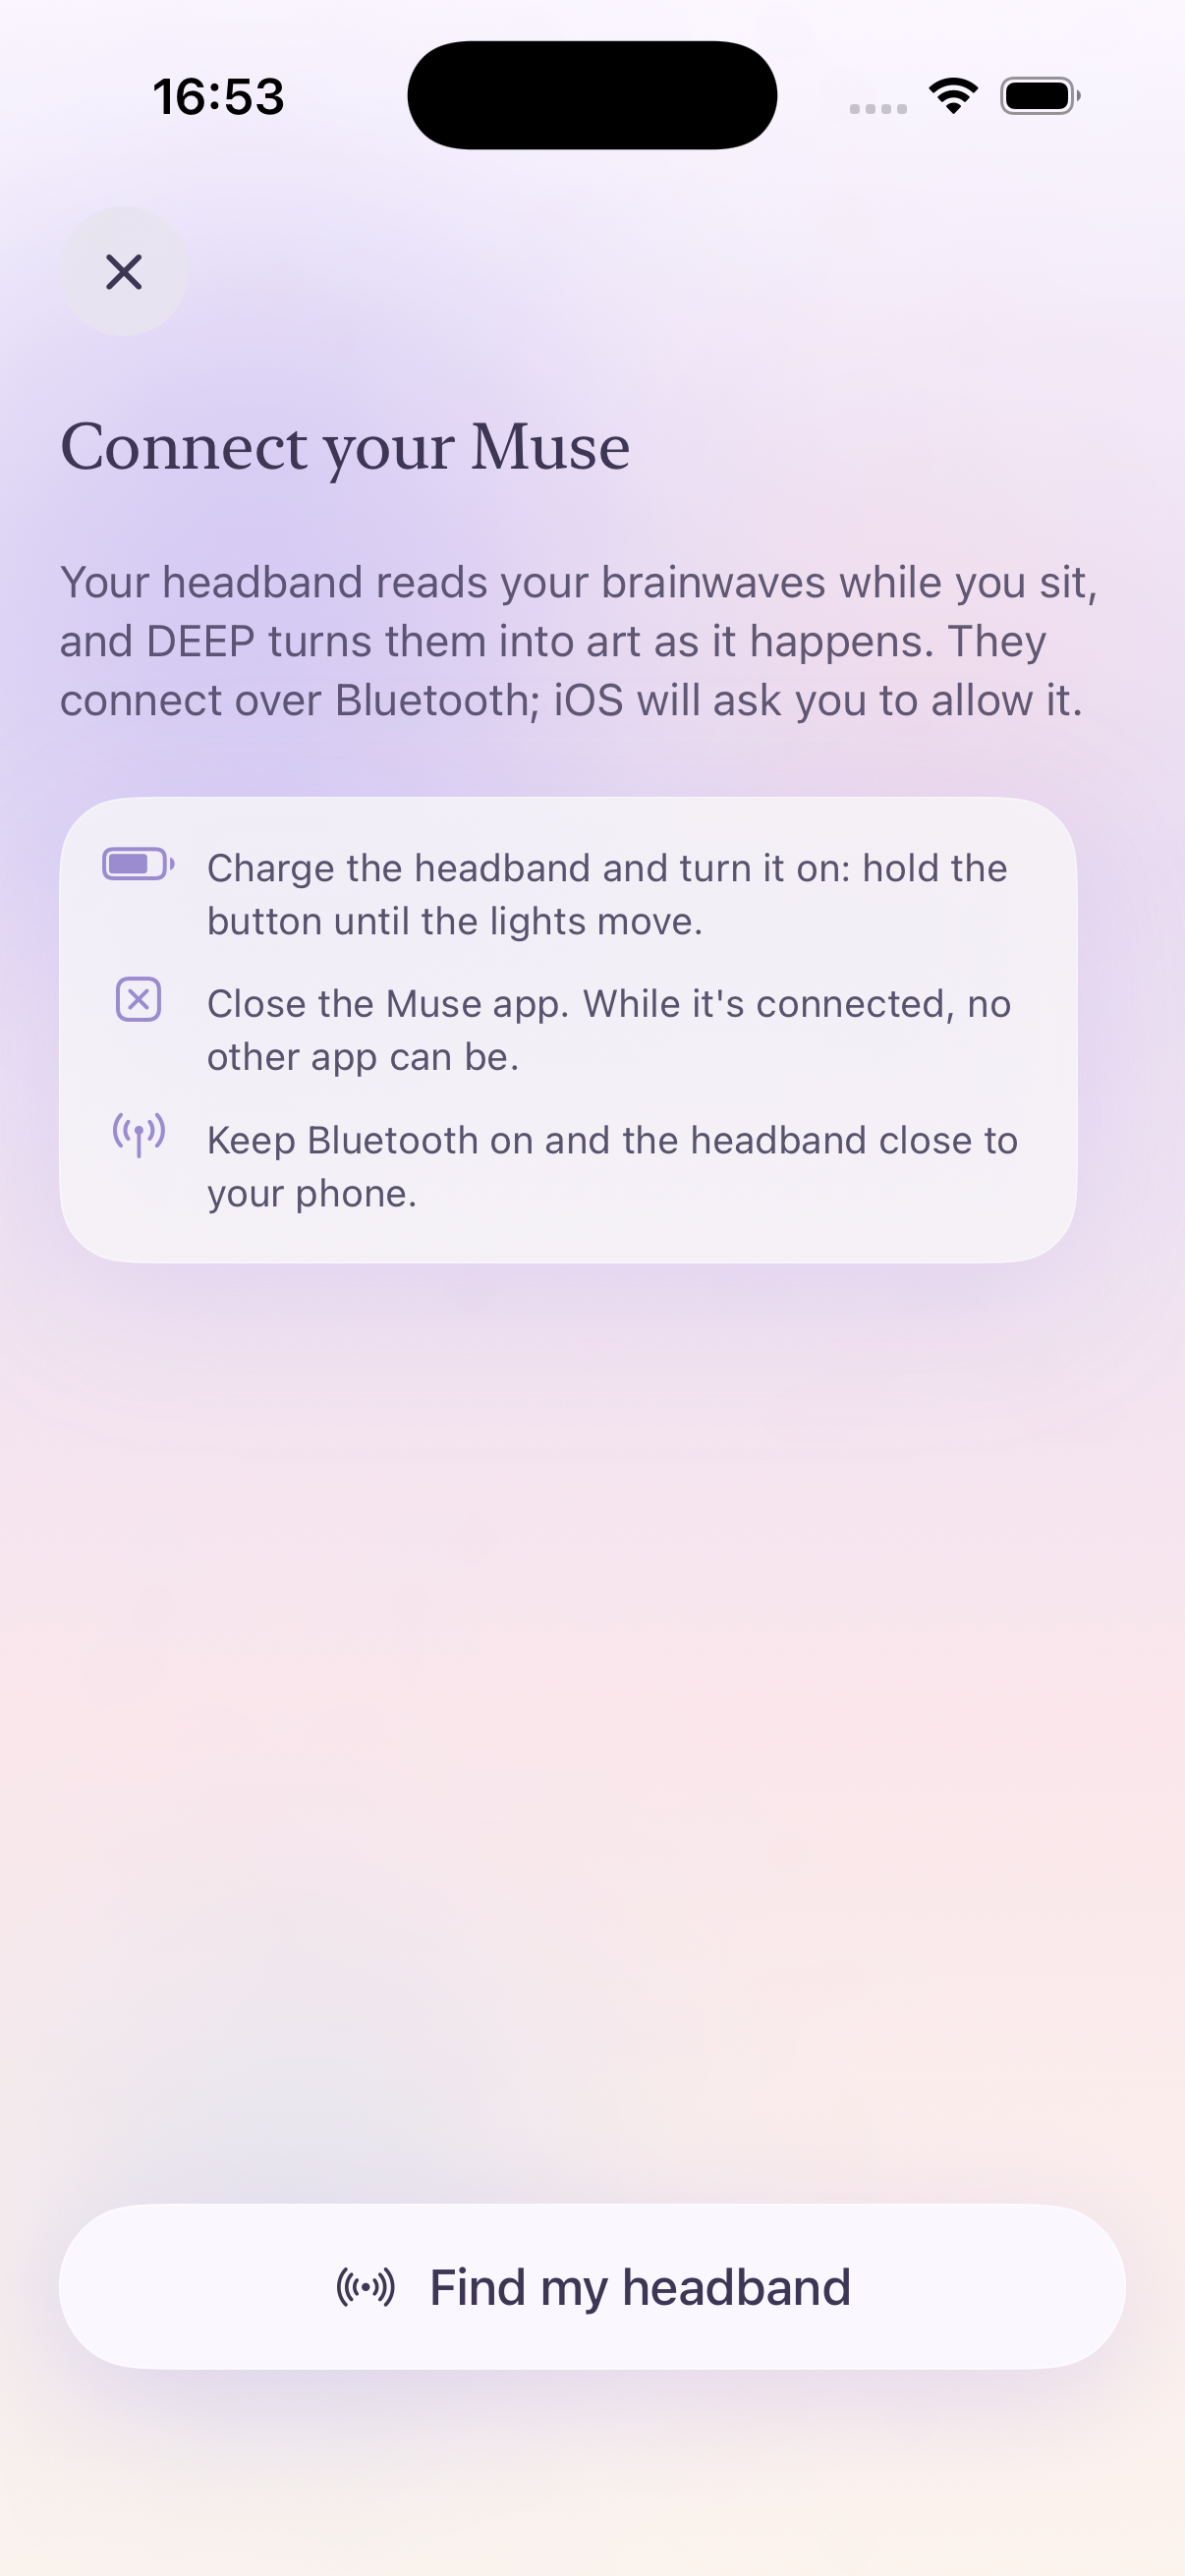 16:53
Connect your Muse
Your headband reads your brainwaves while you sit,
and DEEP turns them into art as it happens. They
connect over Bluetooth; iOS will ask you to allow it.
Charge the headband and turn it on: hold the
button until the lights move.
Close the Muse app. While it's connected, no
other app can be.
Keep Bluetooth on and the headband close to
your phone.
Find my headband